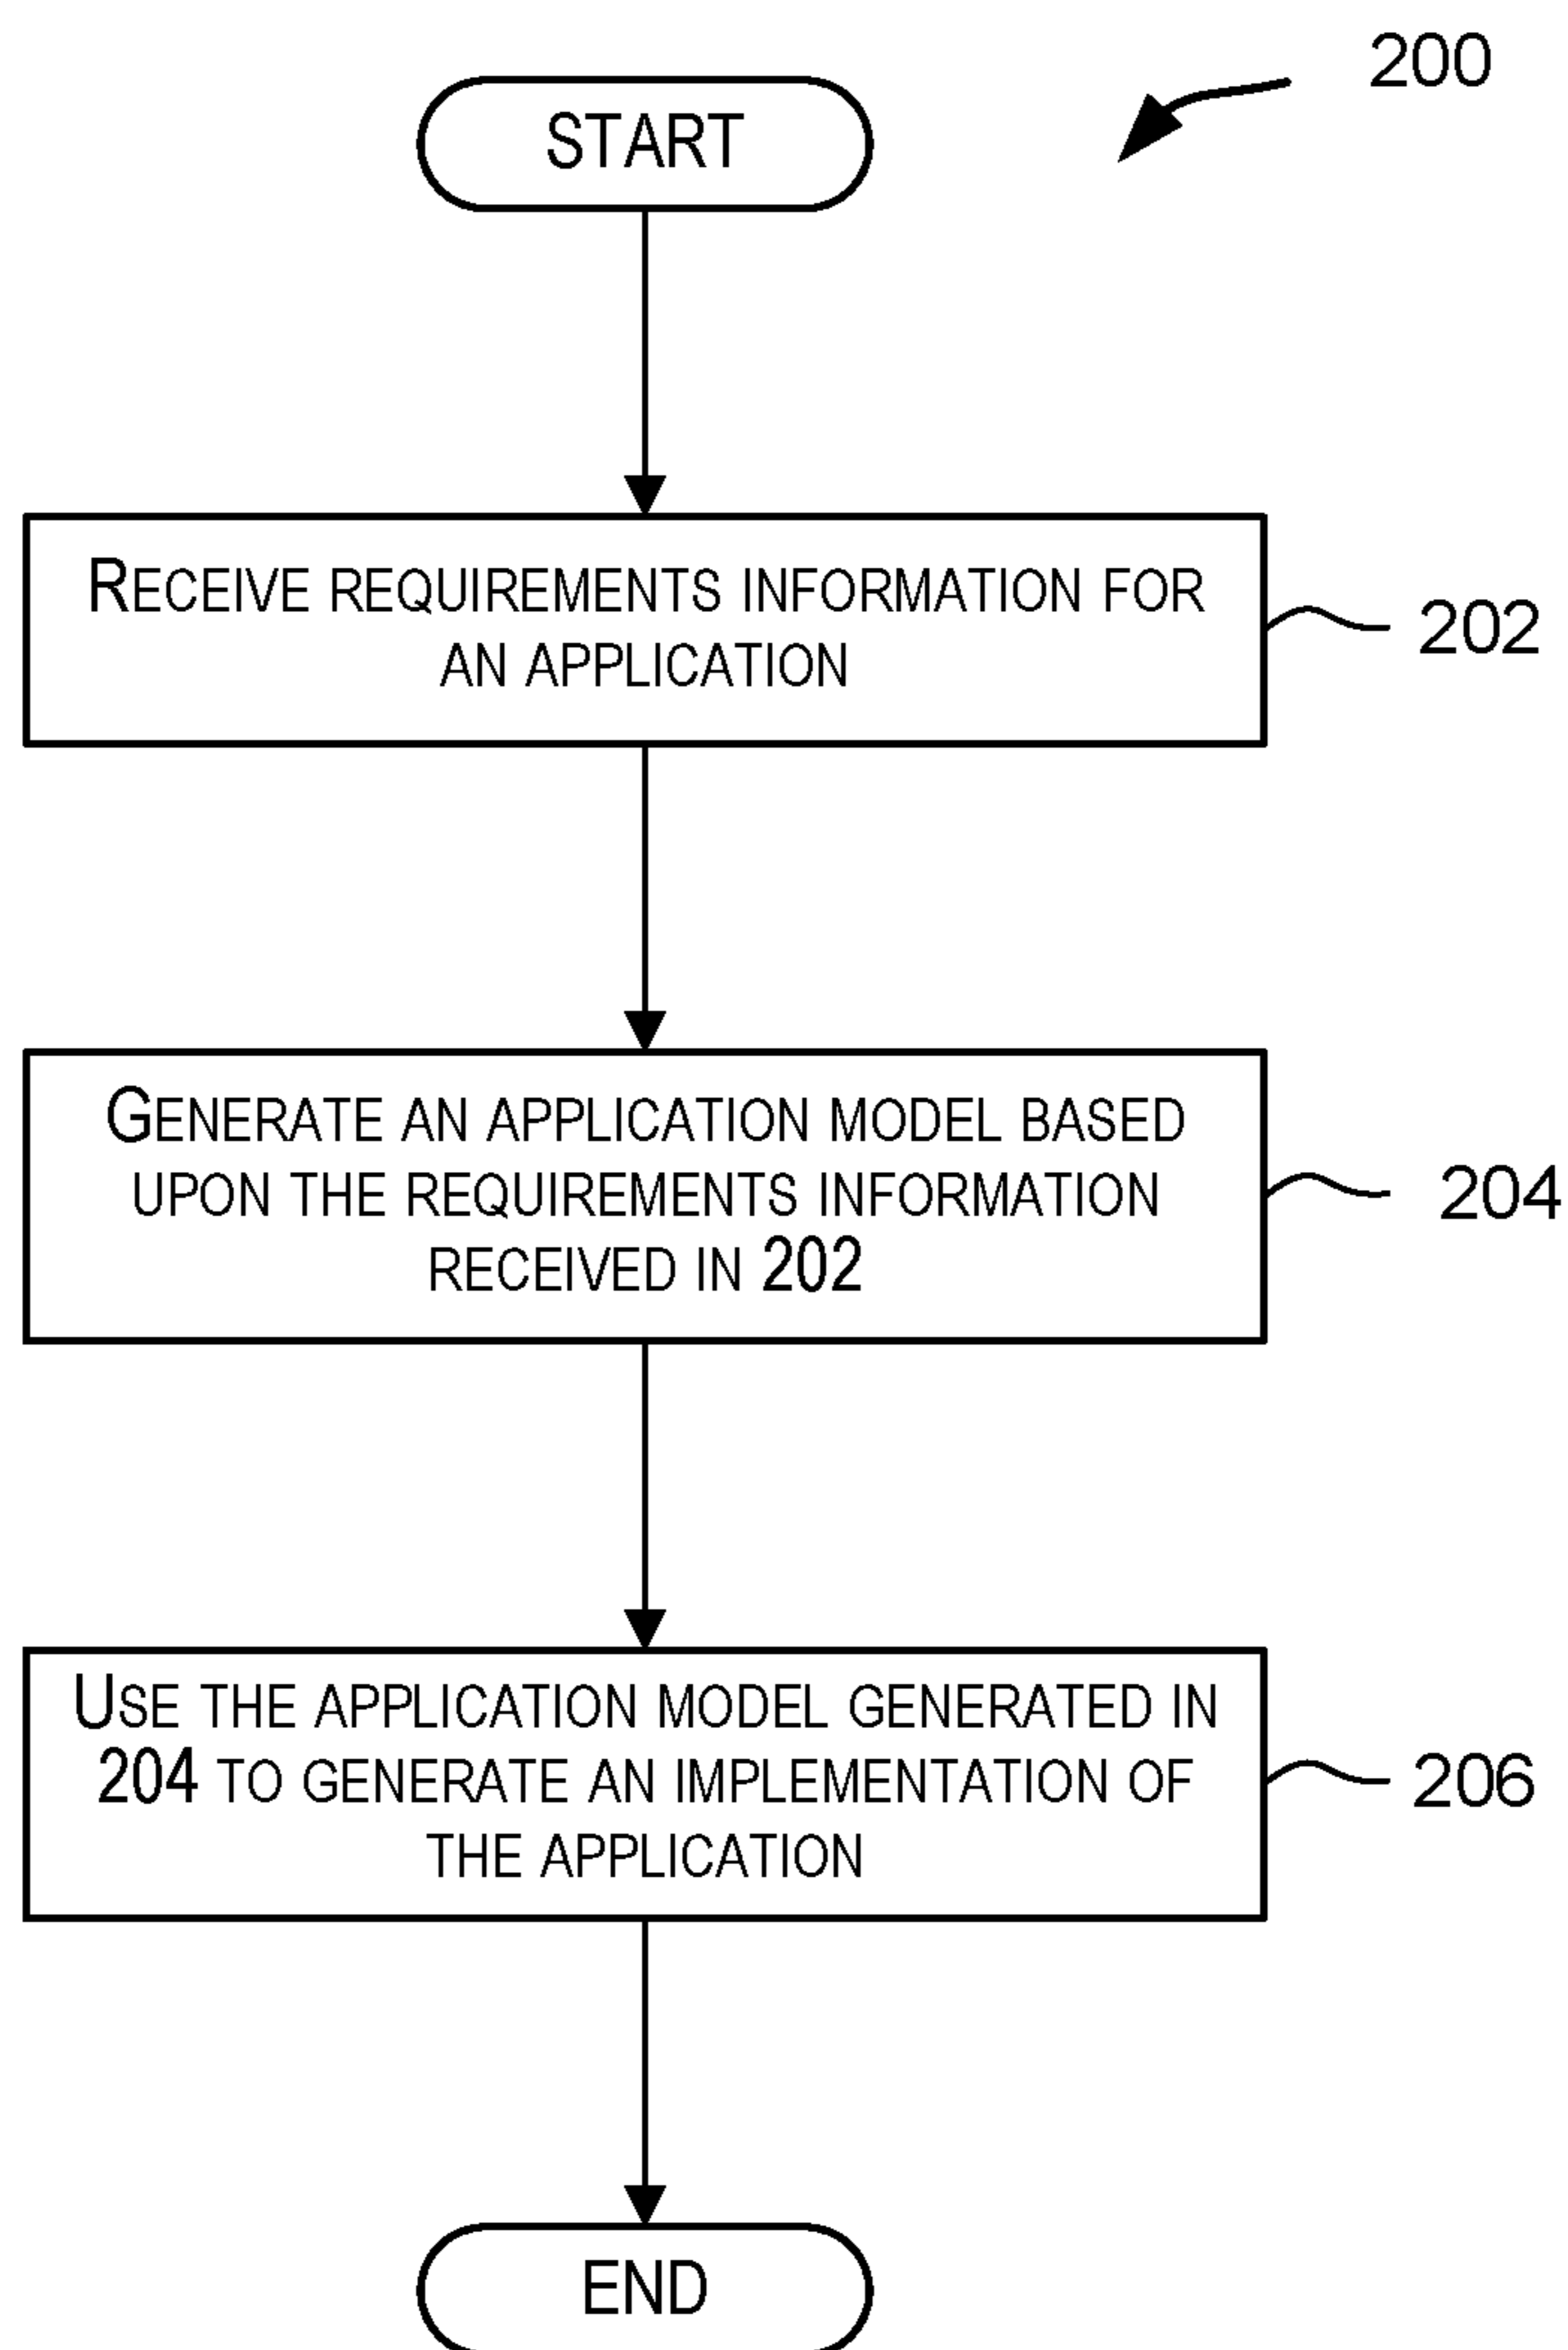 200
START
RECEIVE REQUIREMENTS INFORMATION FOR
AN APPLICATION
202
GENERATE AN APPLICATION MODEL BASED
UPON THE REQUIREMENTS INFORMATION
RECEIVED IN 202
204
USE THE APPLICATION MODEL GENERATED IN
204 TO GENERATE AN IMPLEMENTATION OF
THE APPLICATION
206
END